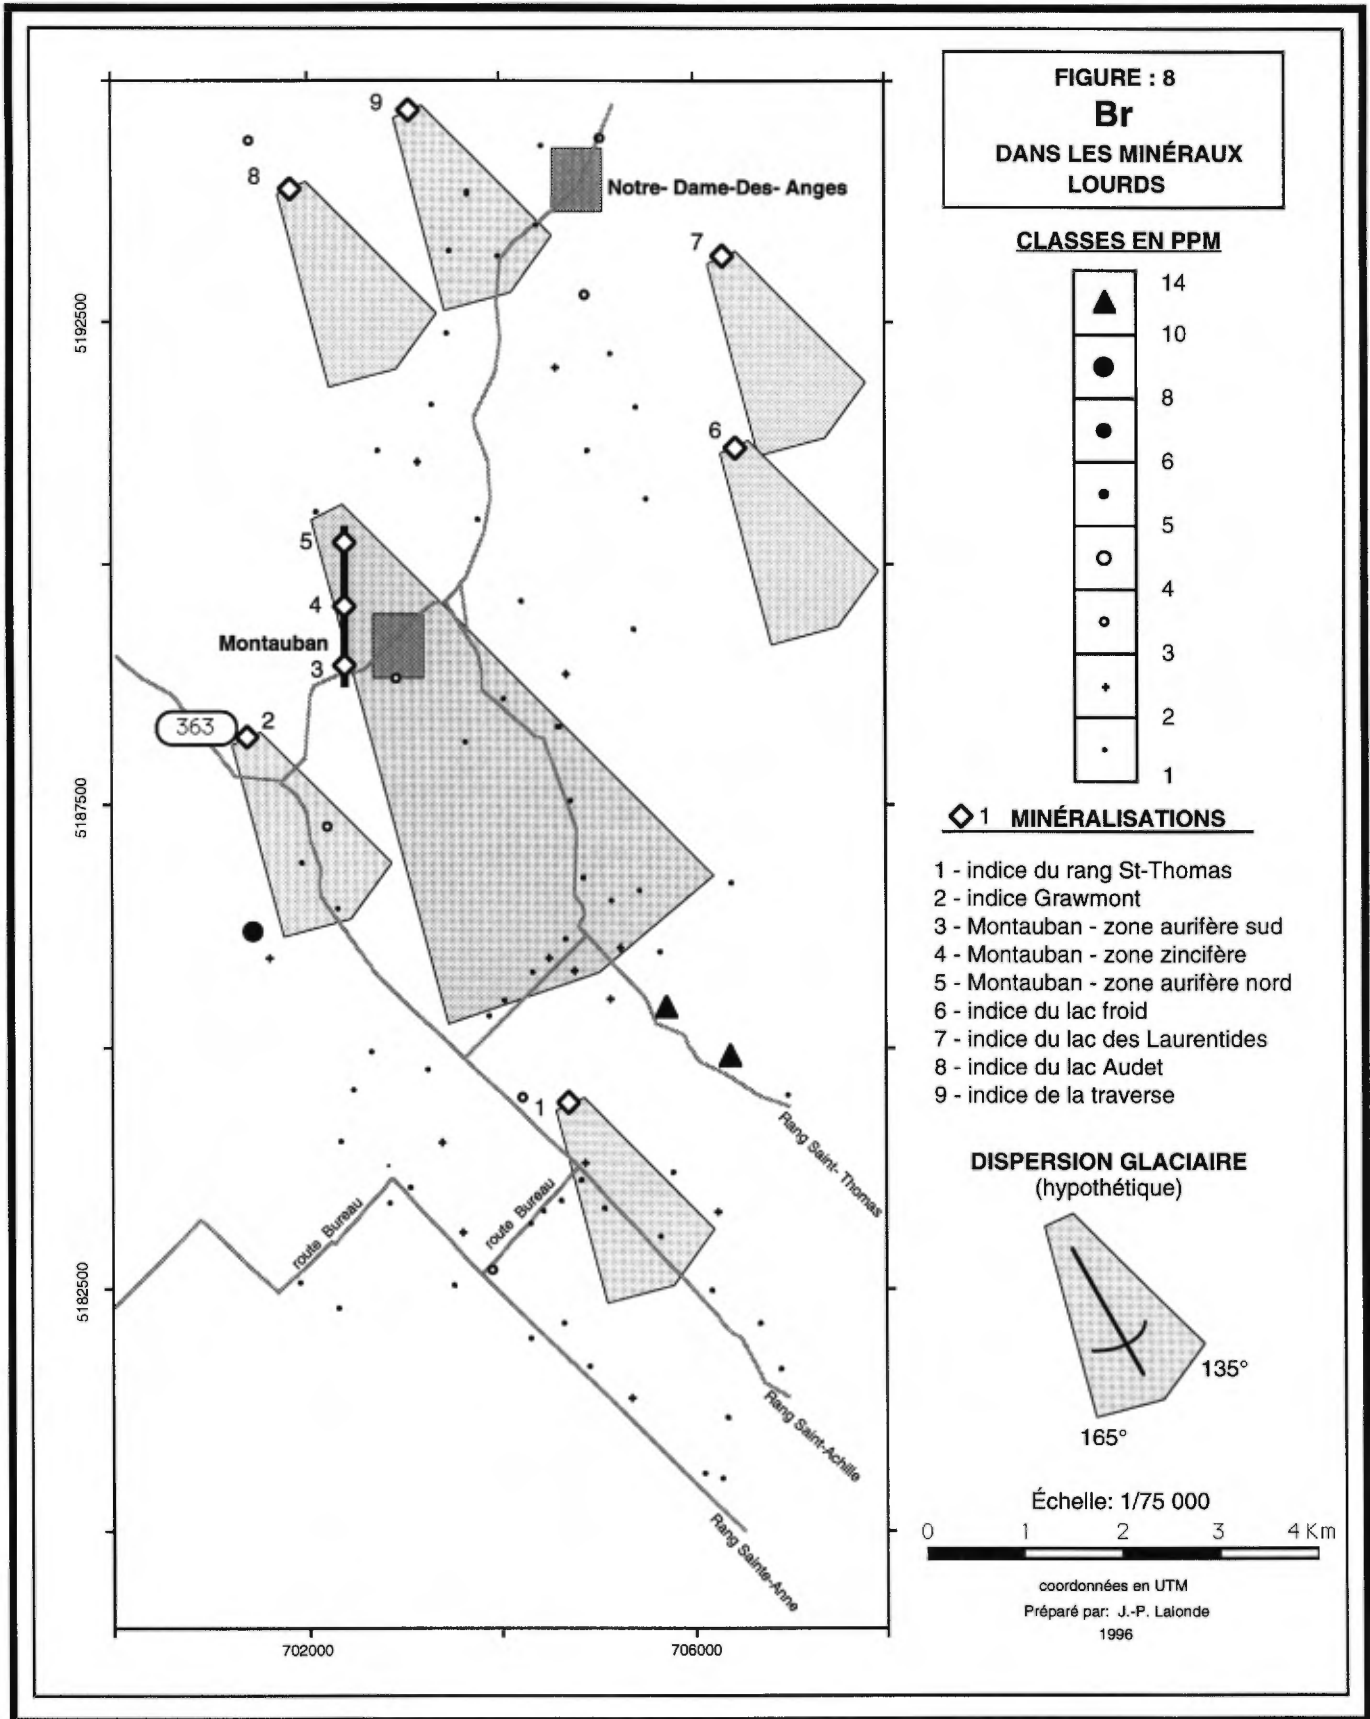 FIGURE : 8
Br
DANS LES MINÉRAUX
LOURDS
CLASSES EN PPM
14
10
8
6
5
4
3
2
1
1 MINÉRALISATIONS
1 - indice du rang St-Thomas
2 - indice Grawmont
3 - Montauban - zone aurifère sud
4 - Montauban - zone zincifère
5 - Montauban - zone aurifère nord
6 - indice du lac froid
7 - indice du lac des Laurentides
8 - indice du lac Audet
9 - indice de la traverse
DISPERSION GLACIAIRE
(hypothétique)
135°
165°
Échelle: 1/75 000
0 1 2 3 4 Km
coordonnées en UTM
Préparé par: J.-P. Lalonde
1996
9
8
Notre- Dame-Des- Anges
7
5192500
6
5
4
Montauban
3
363
2
5187500
1
Rang Saint- Thomas
route Bureau
route Bureau
5182500
Rang Saint-Achille
Rang Sainte-Anne
702000
706000